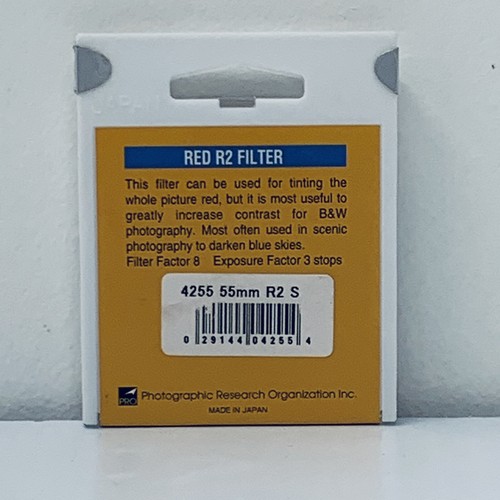 JAPAN
RED R2 FILTER
This filter can be used for tinting the
whole picture red, but it is most useful to
greatly increase contrast for B&W
photography. Most often used in scenic
photography to darken blue skies.
Filter Factor 8 Exposure Factor 3 stops
4255 55mm R2 S
0 29144 04255 4
PRO Photographic Research Organization Inc.
MADE IN JAPAN